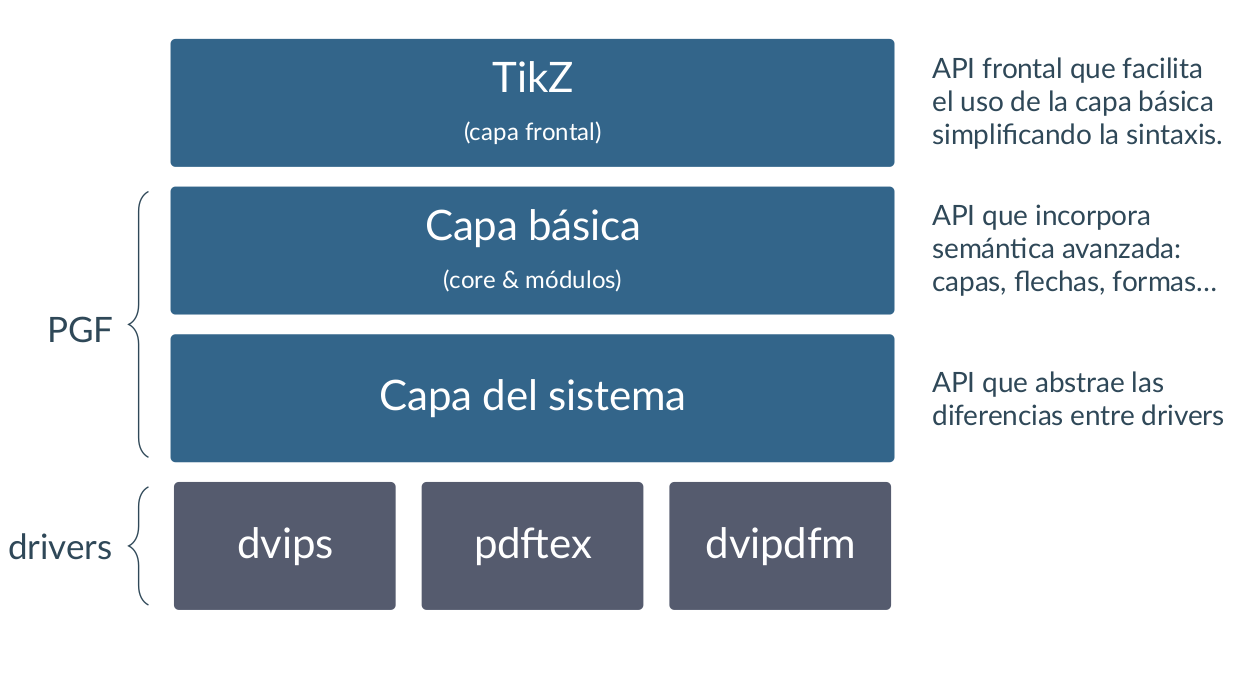 TikZ
(capa frontal)
API frontal que facilita
el uso de la capa básica
simplificando la sintaxis.
Capa básica
(core & módulos)
API que incorpora
semántica avanzada:
capas, flechas, formas...
PGF
Capa del sistema
API que abstrae las
diferencias entre drivers
drivers
dvips
pdftex
dvipdfm